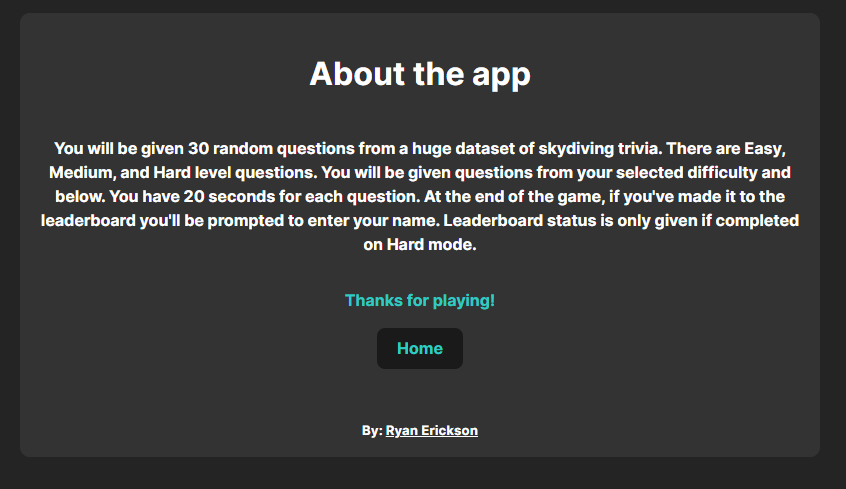 About the app
You will be given 30 random questions from a huge dataset of skydiving trivia. There are Easy,
Medium, and Hard level questions. You will be given questions from your selected difficulty and
below. You have 20 seconds for each question. At the end of the game, if you've made it to the
leaderboard you'll be prompted to enter your name. Leaderboard status is only given if completed
on Hard mode.
Thanks for playing!
Home
By: Ryan Erickson